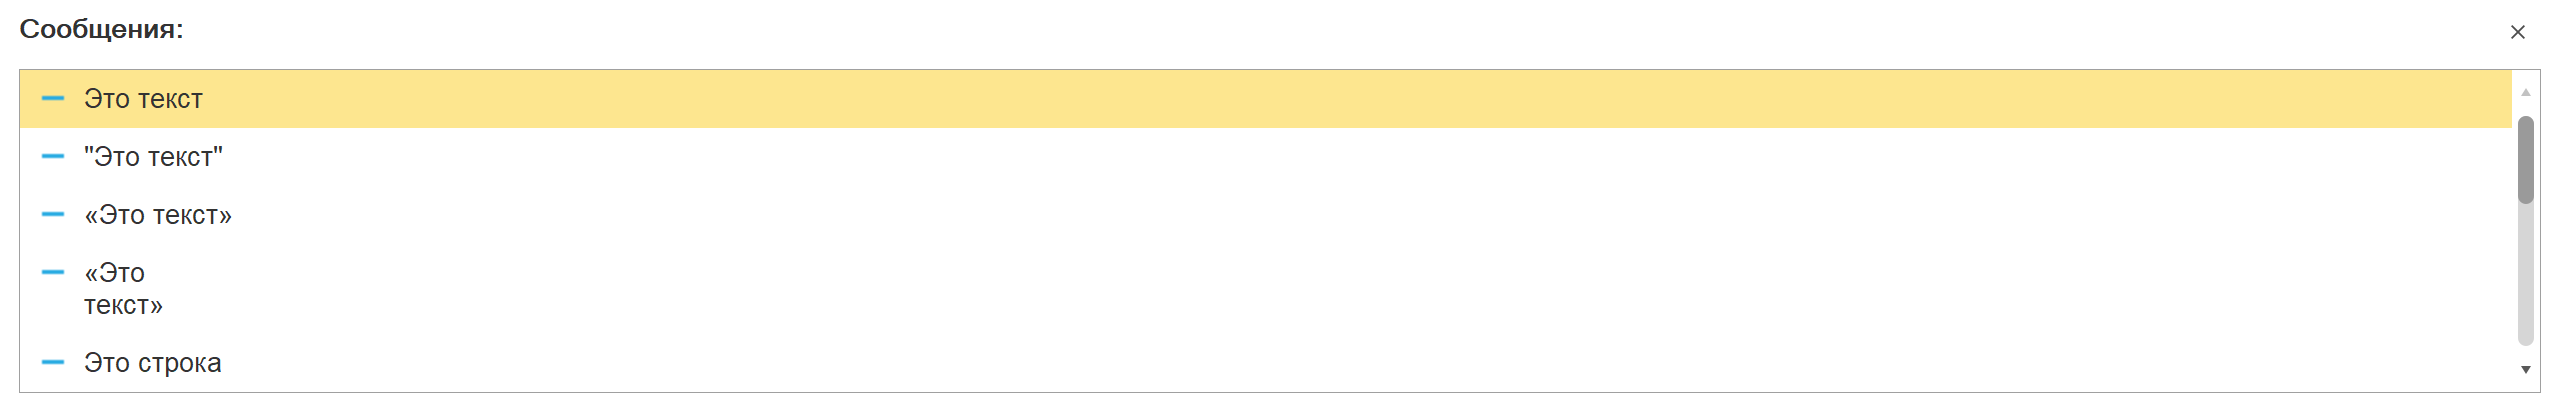 Сообщения:
Это текст
"Это текст"
«Это текст»
«Это
текст»
Это строка